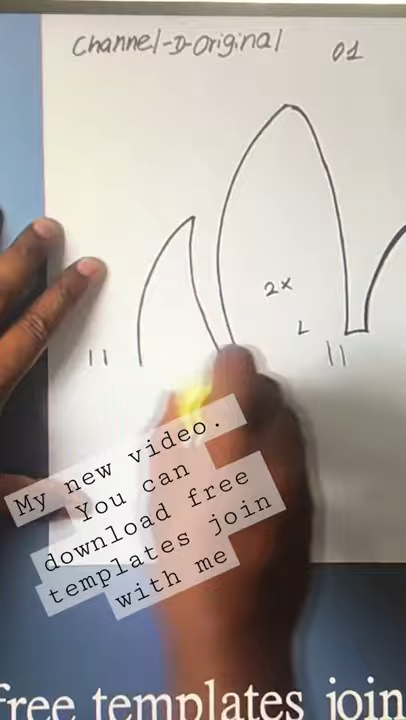 Channel-D-Original 01
2x
L
My new video.
You can
download free
templates join
with me
free templates join